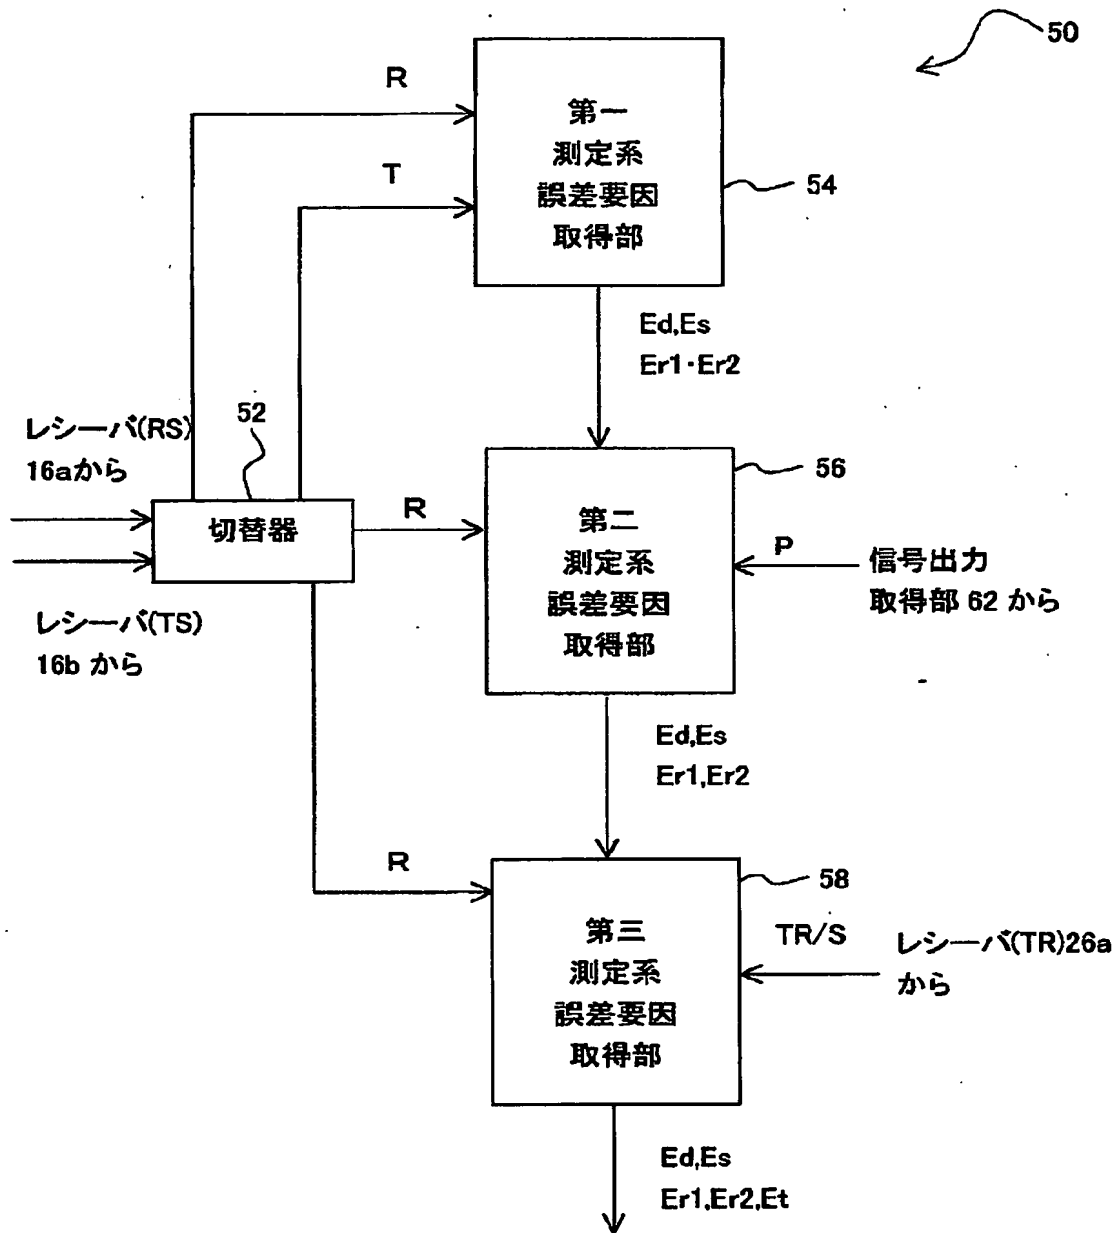 50
R
第一
測定系
誤差要因
取得部
T
54
Ed,Es
Er1・Er2
レシーバ(RS)
16aから
52
切替器
レシーバ(TS)
16b から
R
第二
測定系
誤差要因
取得部
56
P
信号出力
取得部 62 から
Ed,Es
Er1,Er2
R
第三
測定系
誤差要因
取得部
58
TR/S
レシーバ(TR)26a
から
Ed,Es
Er1,Er2,Et